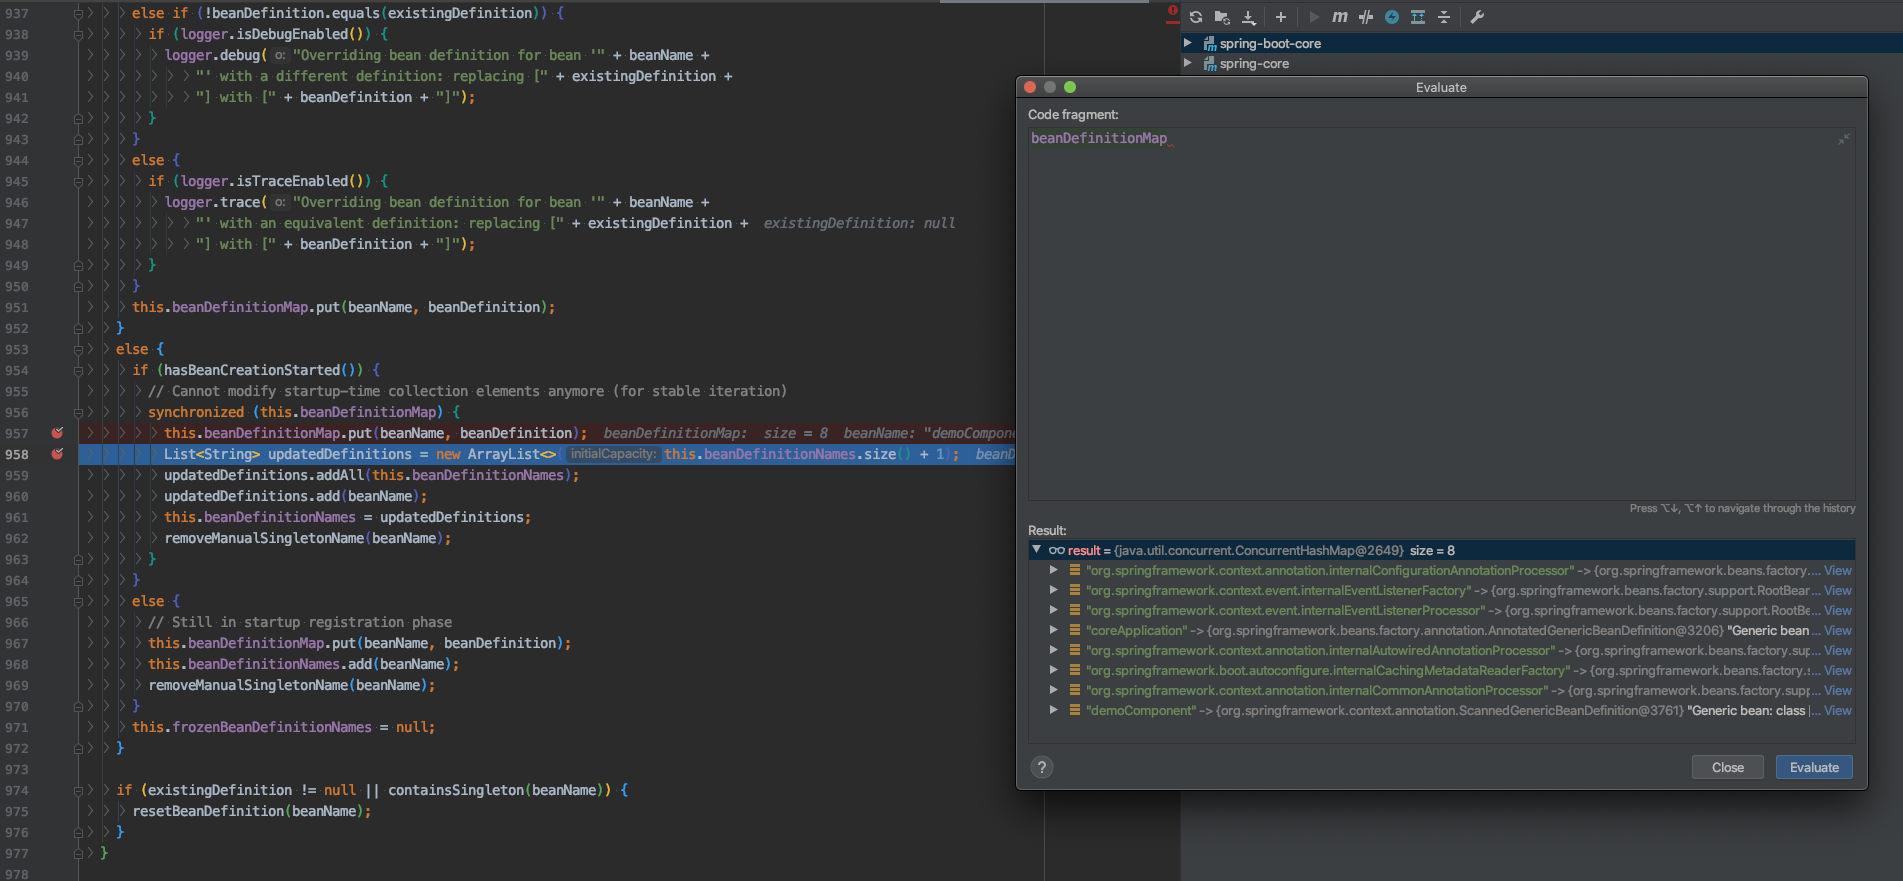 937 else if (!beanDefinition.equals(existingDefinition)) {
938 if (logger.isDebugEnabled()) {
939 logger.debug( o: "Overriding bean definition for bean '" + beanName +
940 "' with a different definition: replacing [" + existingDefinition +
941 "] with [" + beanDefinition + "]");
942 }
943 }
944 else {
945 if (logger.isTraceEnabled()) {
946 logger.trace( o: "Overriding bean definition for bean '" + beanName +
947 "' with an equivalent definition: replacing [" + existingDefinition + existingDefinition: null
948 "] with [" + beanDefinition + "]");
949 }
950 }
951 this.beanDefinitionMap.put(beanName, beanDefinition);
952 }
953 else {
954 if (hasBeanCreationStarted()) {
955 // Cannot modify startup-time collection elements anymore (for stable iteration)
956 synchronized (this.beanDefinitionMap) {
957 this.beanDefinitionMap.put(beanName, beanDefinition); beanDefinitionMap: size = 8 beanName: "demoCompone
958 List<String> updatedDefinitions = new ArrayList<>( initialCapacity: this.beanDefinitionNames.size() + 1); beanD
959 updatedDefinitions.addAll(this.beanDefinitionNames);
960 updatedDefinitions.add(beanName);
961 this.beanDefinitionNames = updatedDefinitions;
962 removeManualSingletonName(beanName);
963 }
964 }
965 else {
966 // Still in startup registration phase
967 this.beanDefinitionMap.put(beanName, beanDefinition);
968 this.beanDefinitionNames.add(beanName);
969 removeManualSingletonName(beanName);
970 }
971 this.frozenBeanDefinitionNames = null;
972 }
973
974 if (existingDefinition != null || containsSingleton(beanName)) {
975 resetBeanDefinition(beanName);
976 }
977 }
978
spring-boot-core
spring-core
Evaluate
Code fragment:
beanDefinitionMap
Press ⌥↓, ⌥↑ to navigate through the history
Result:
result = {java.util.concurrent.ConcurrentHashMap@2649} size = 8
"org.springframework.context.annotation.internalConfigurationAnnotationProcessor" -> {org.springframework.beans.factory.... View
"org.springframework.context.event.internalEventListenerFactory" -> {org.springframework.beans.factory.support.RootBear... View
"org.springframework.context.event.internalEventListenerProcessor" -> {org.springframework.beans.factory.support.RootBe... View
"coreApplication" -> {org.springframework.beans.factory.annotation.AnnotatedGenericBeanDefinition@3206} "Generic bean ... View
"org.springframework.context.annotation.internalAutowiredAnnotationProcessor" -> {org.springframework.beans.factory.sup... View
"org.springframework.boot.autoconfigure.internalCachingMetadataReaderFactory" -> {org.springframework.beans.factory.s... View
"org.springframework.context.annotation.internalCommonAnnotationProcessor" -> {org.springframework.beans.factory.supp... View
"demoComponent" -> {org.springframework.context.annotation.ScannedGenericBeanDefinition@3761} "Generic bean: class [... View
? Close Evaluate